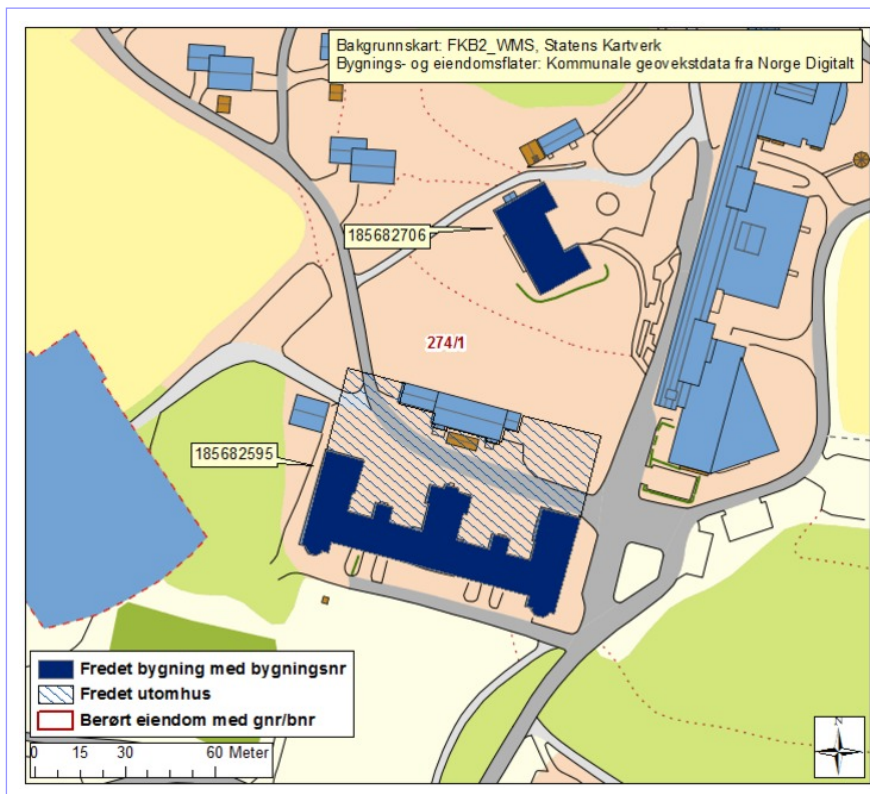 Bakgrunnskart: FKB2_WMS, Statens Kartverk
Bygnings- og eiendomsflater: Kommunale geovekstdata fra Norge Digitalt
185682706
274/1
185682595
Fredet bygning med bygningsnr
Fredet utomhus
Berørt eiendom med gnr/bnr
0 15 30 60 Meter
N